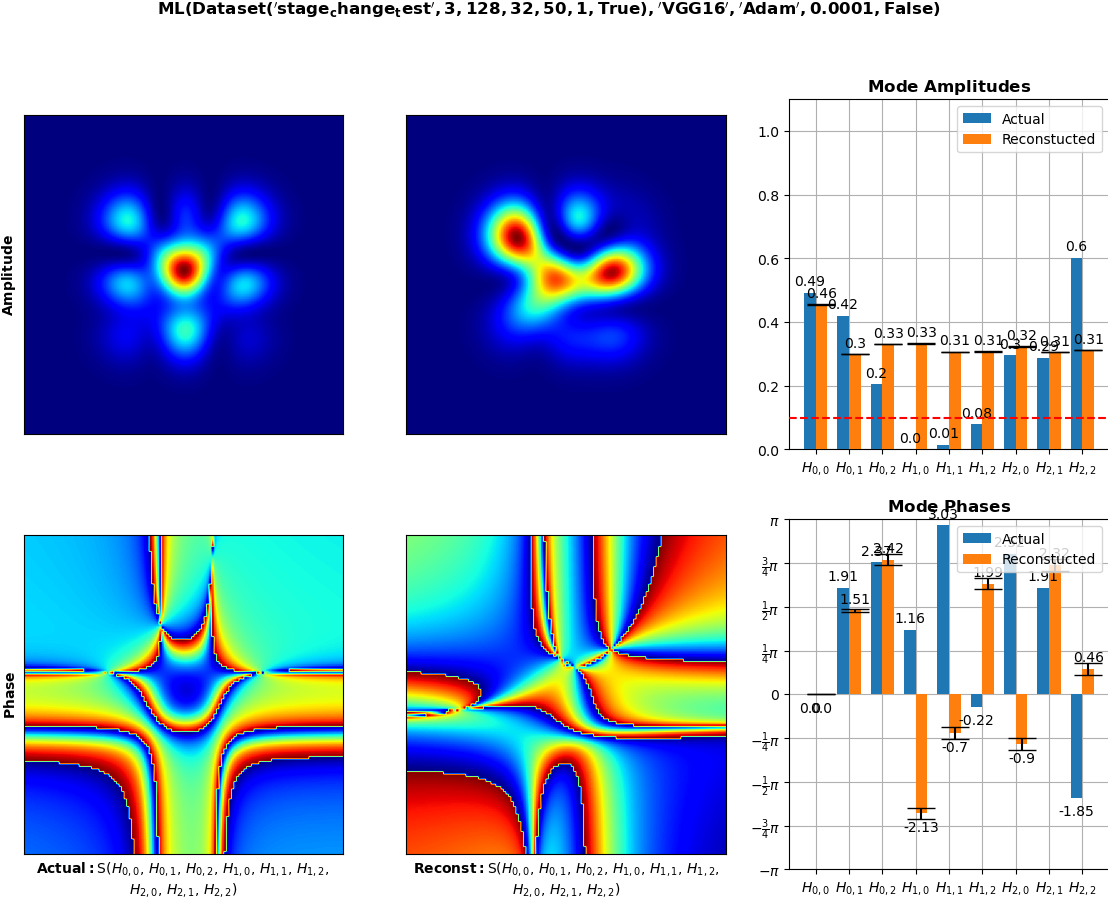 ML(Dataset('stage_change_test', 3, 128, 32, 50, 1, True), 'VGG16', 'Adam', 0.0001, False)
Amplitude
Mode Amplitudes
Actual
Reconstucted
1.0
0.8
0.6
0.4
0.2
0.0
0.49
0.46
0.42
0.3
0.2
0.33
0.0
0.33
0.01
0.31
0.08
0.31
0.3
0.32
0.29
0.31
0.6
0.31
H0,0 H0,1 H0,2 H1,0 H1,1 H1,2 H2,0 H2,1 H2,2
Phase
Mode Phases
Actual
Reconstucted
π
3/4π
1/2π
1/4π
0
−1/4π
−1/2π
−3/4π
−π
0.0
0.0
1.91
1.51
2.42
1.16
-2.13
3.03
-0.7
-0.22
1.99
-0.9
1.91
2.32
-1.85
0.46
H0,0 H0,1 H0,2 H1,0 H1,1 H1,2 H2,0 H2,1 H2,2
Actual: S(H0,0, H0,1, H0,2, H1,0, H1,1, H1,2,
H2,0, H2,1, H2,2)
Reconst: S(H0,0, H0,1, H0,2, H1,0, H1,1, H1,2,
H2,0, H2,1, H2,2)